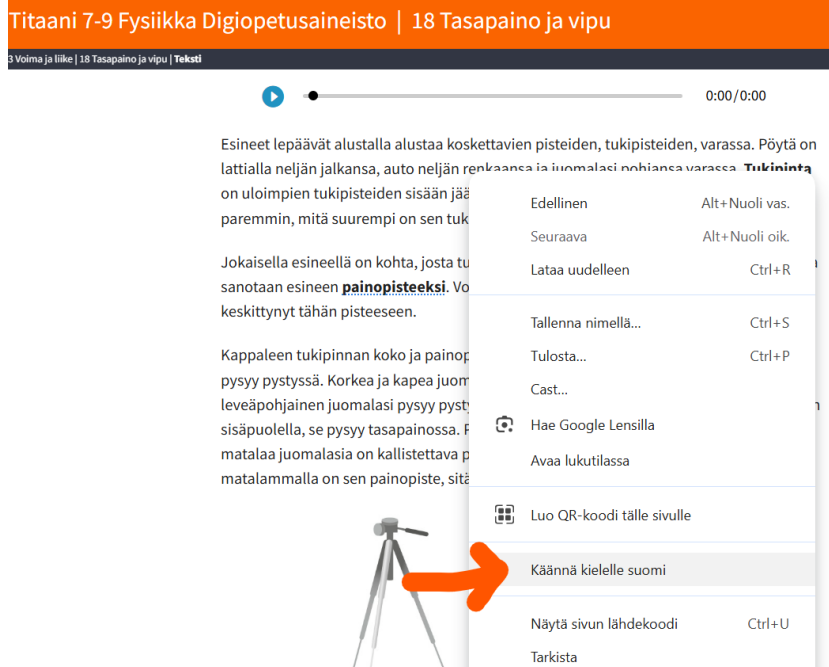 Titaani 7-9 Fysiikka Digiopetusaineisto | 18 Tasapaino ja vipu
3 Voima ja liike | 18 Tasapaino ja vipu | Teksti
0:00/0:00
Esineet lepäävät alustalla alustaa koskettavien pisteiden, tukipisteiden, varassa. Pöytä on
lattialla neljän jalkansa, auto neljän renkaansa ja juomalasi pohjansa varassa. Tukipinta
on uloimpien tukipisteiden sisään jää
paremmin, mitä suurempi on sen tuk
Jokaisella esineellä on kohta, josta tu
sanotaan esineen painopisteeksi. Vo
keskittynyt tähän pisteeseen.
Kappaleen tukipinnan koko ja painop
pysyy pystyssä. Korkea ja kapea juom
leveäpohjainen juomalasi pysyy pysty
sisäpuolella, se pysyy tasapainossa.
matalaa juomalasia on kallistettava p
matalammalla on sen painopiste, sitä
Edellinen Alt+Nuoli vas.
Seuraava Alt+Nuoli oik.
Lataa uudelleen Ctrl+R
Tallenna nimellä... Ctrl+S
Tulosta... Ctrl+P
Cast...
Hae Google Lensilla
Avaa lukutilassa
Luo QR-koodi tälle sivulle
Käännä kielelle suomi
Näytä sivun lähdekoodi Ctrl+U
Tarkista